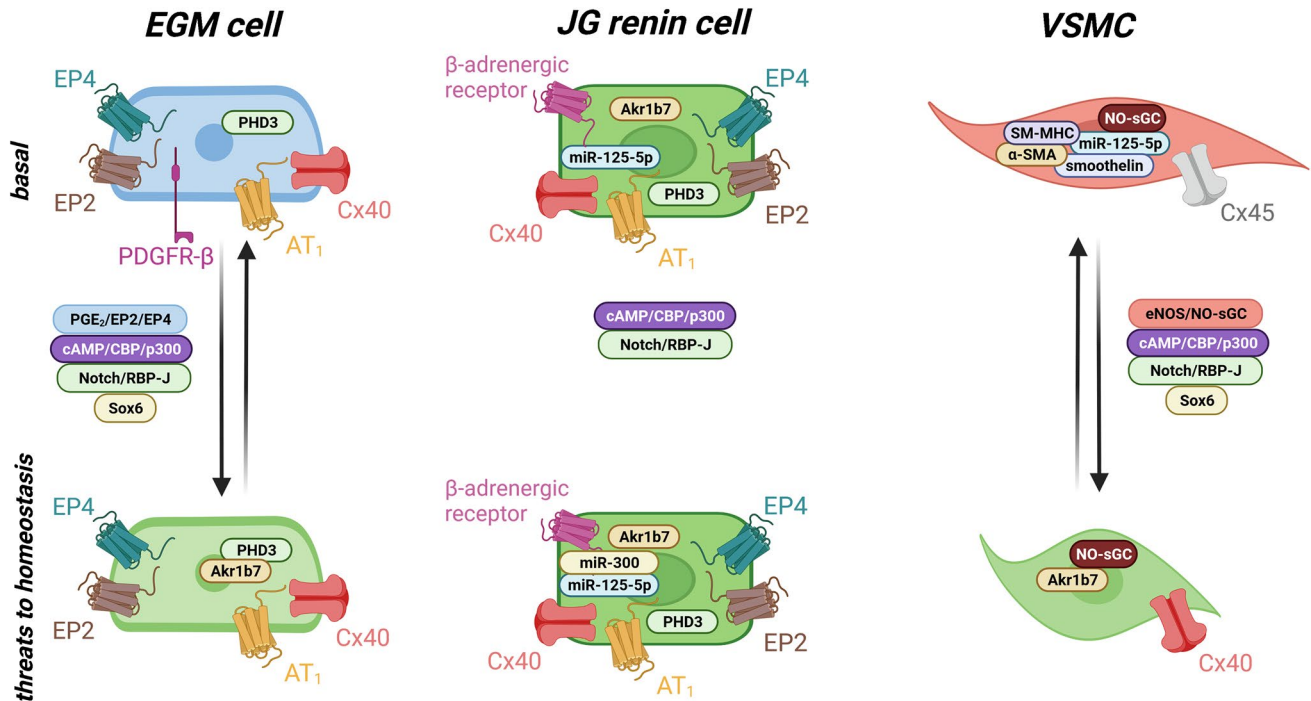 EGM cell
JG renin cell
VSMC
basal
EP4
PHD3
EP2
Cx40
PDGFR-β
AT₁
β-adrenergic
receptor
Akr1b7
EP4
miR-125-5p
PHD3
Cx40
EP2
AT₁
NO-sGC
SM-MHC
miR-125-5p
α-SMA
smoothelin
Cx45
PGE₂/EP2/EP4
cAMP/CBP/p300
Notch/RBP-J
Sox6
cAMP/CBP/p300
Notch/RBP-J
eNOS/NO-sGC
cAMP/CBP/p300
Notch/RBP-J
Sox6
threats to homeostasis
EP4
PHD3
Akr1b7
EP2
Cx40
AT₁
β-adrenergic
receptor
Akr1b7
EP4
miR-300
miR-125-5p
PHD3
Cx40
EP2
AT₁
NO-sGC
Akr1b7
Cx40